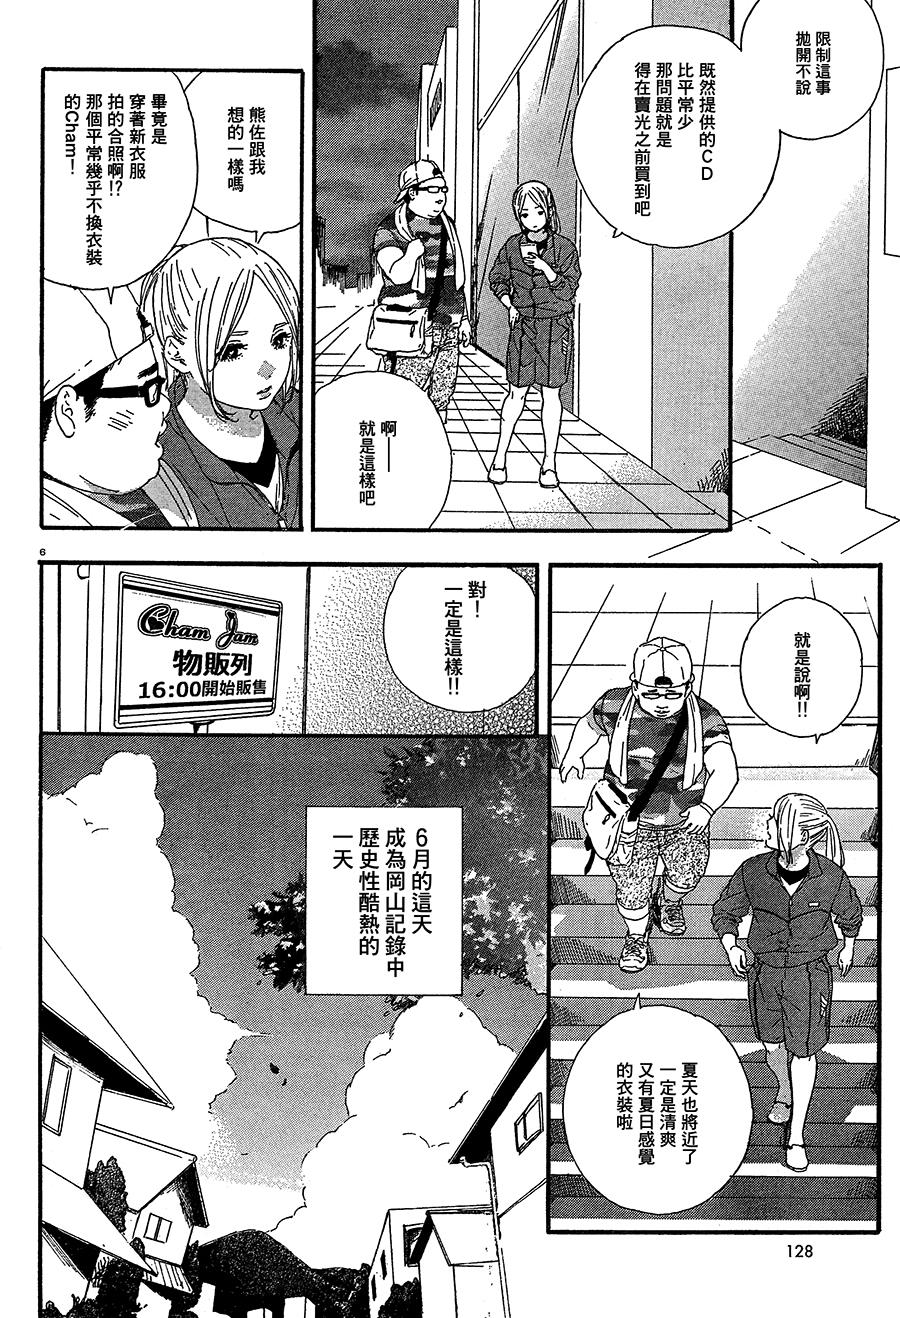 限制這事
拋開不說
既然提供的CD
比平常少
那問題就是
得在賣光之前買到吧
啊——
就是這樣吧
熊佐跟我
想的一樣嗎
畢竟是
穿著新衣服
拍的合照啊!?
那個平常幾乎不換衣裝
的Cham！
6
就是說啊!!
夏天也將近了
一定是清爽
又有夏日感覺
的衣裝啦
對！
一定是這樣!!
Cham Jam
物販列
16:00開始販售
6月的這天
成為岡山記錄中
歷史性酷熱的
一天
128